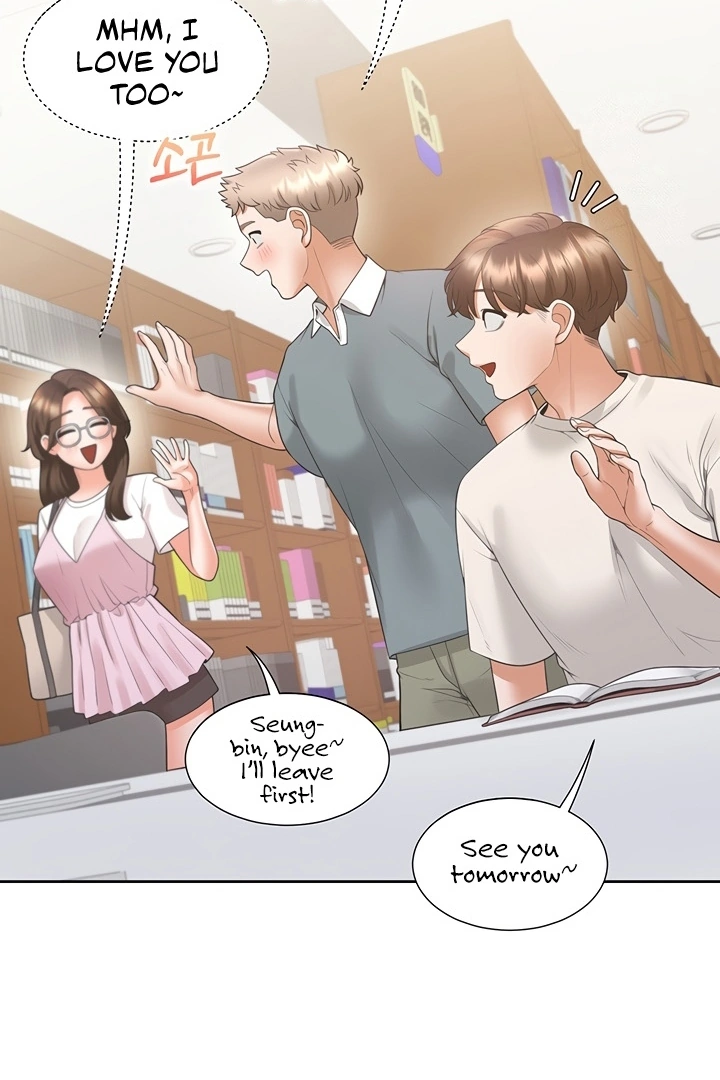 MHM, I
LOVE YOU
TOO~
소곤
Seung-
bin, byee~
I'll leave
first!
See you
tomorrow~